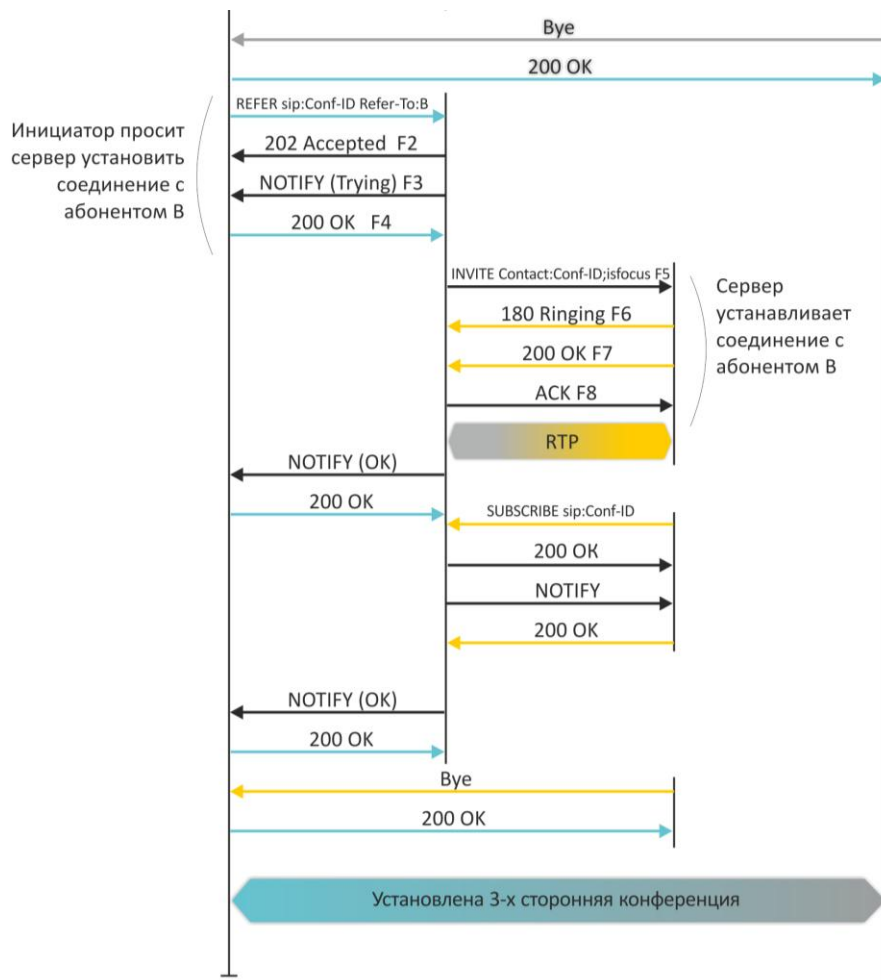 Bye
200 OK
REFER sip:Conf-ID Refer-To:B
Инициатор просит
сервер установить
соединение с
абонентом В
202 Accepted F2
NOTIFY (Trying) F3
200 OK F4
INVITE Contact:Conf-ID;isfocus F5
180 Ringing F6
200 OK F7
ACK F8
Сервер
устанавливает
соединение с
абонентом В
RTP
NOTIFY (OK)
200 OK
SUBSCRIBE sip:Conf-ID
200 OK
NOTIFY
200 OK
NOTIFY (OK)
200 OK
Bye
200 OK
Установлена 3-х сторонняя конференция